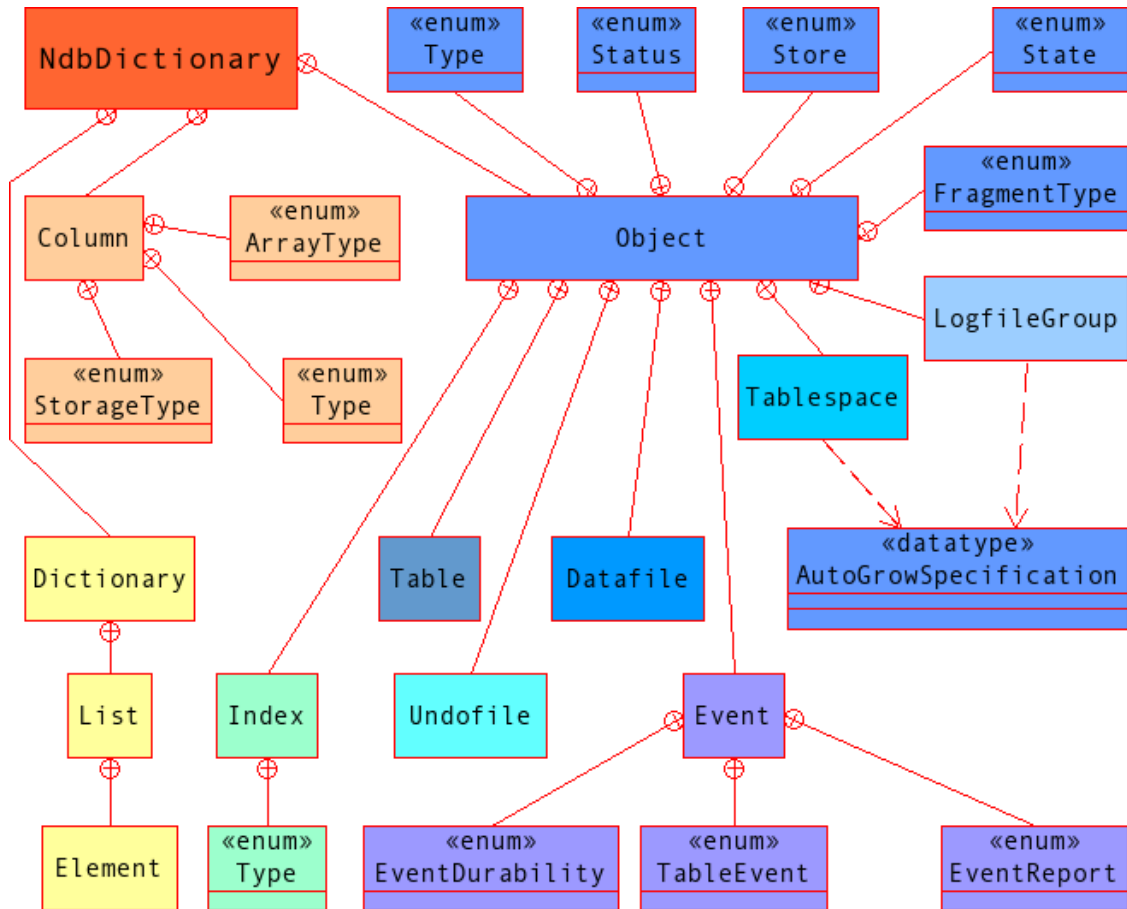 NdbDictionary
«enum»
Type
«enum»
Status
«enum»
Store
«enum»
State
Column
«enum»
ArrayType
Object
«enum»
FragmentType
LogfileGroup
«enum»
StorageType
«enum»
Type
Tablespace
Dictionary
Table
Datafile
«datatype»
AutoGrowSpecification
List
Index
Undofile
Event
Element
«enum»
Type
«enum»
EventDurability
«enum»
TableEvent
«enum»
EventReport